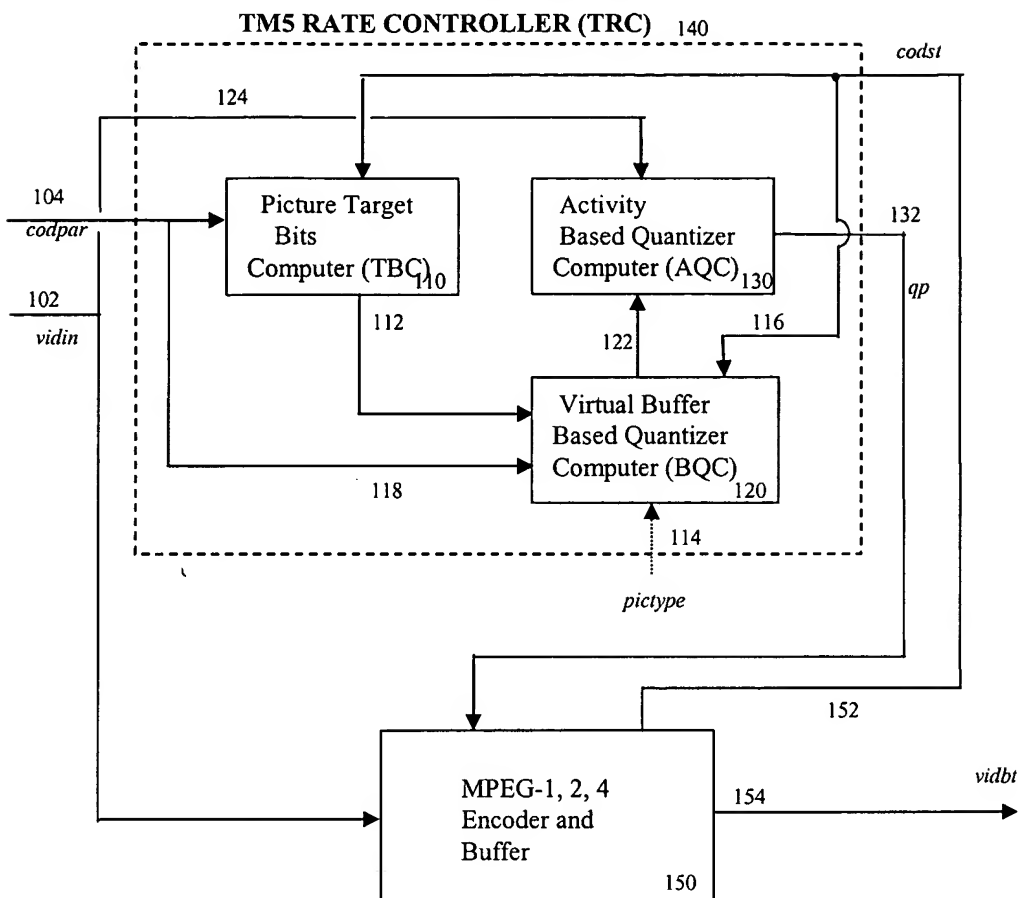 TM5 RATE CONTROLLER (TRC) 140
codst
124
104
codpar
Picture Target
Bits
Computer (TBC)
110
Activity
Based Quantizer
Computer (AQC)
130
132
qp
102
vidin
112
122
116
Virtual Buffer
Based Quantizer
Computer (BQC)
120
118
114
pictype
152
MPEG-1, 2, 4
Encoder and
Buffer
150
154
vidbt